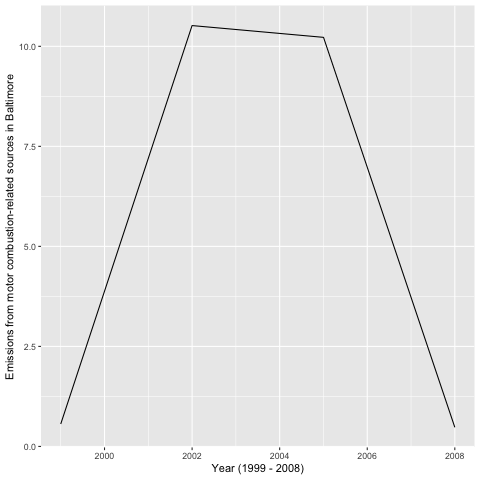 Emissions from motor combustion-related sources in Baltimore
10.0
7.5
5.0
2.5
0.0
2000 2002 2004 2006 2008
Year (1999 - 2008)